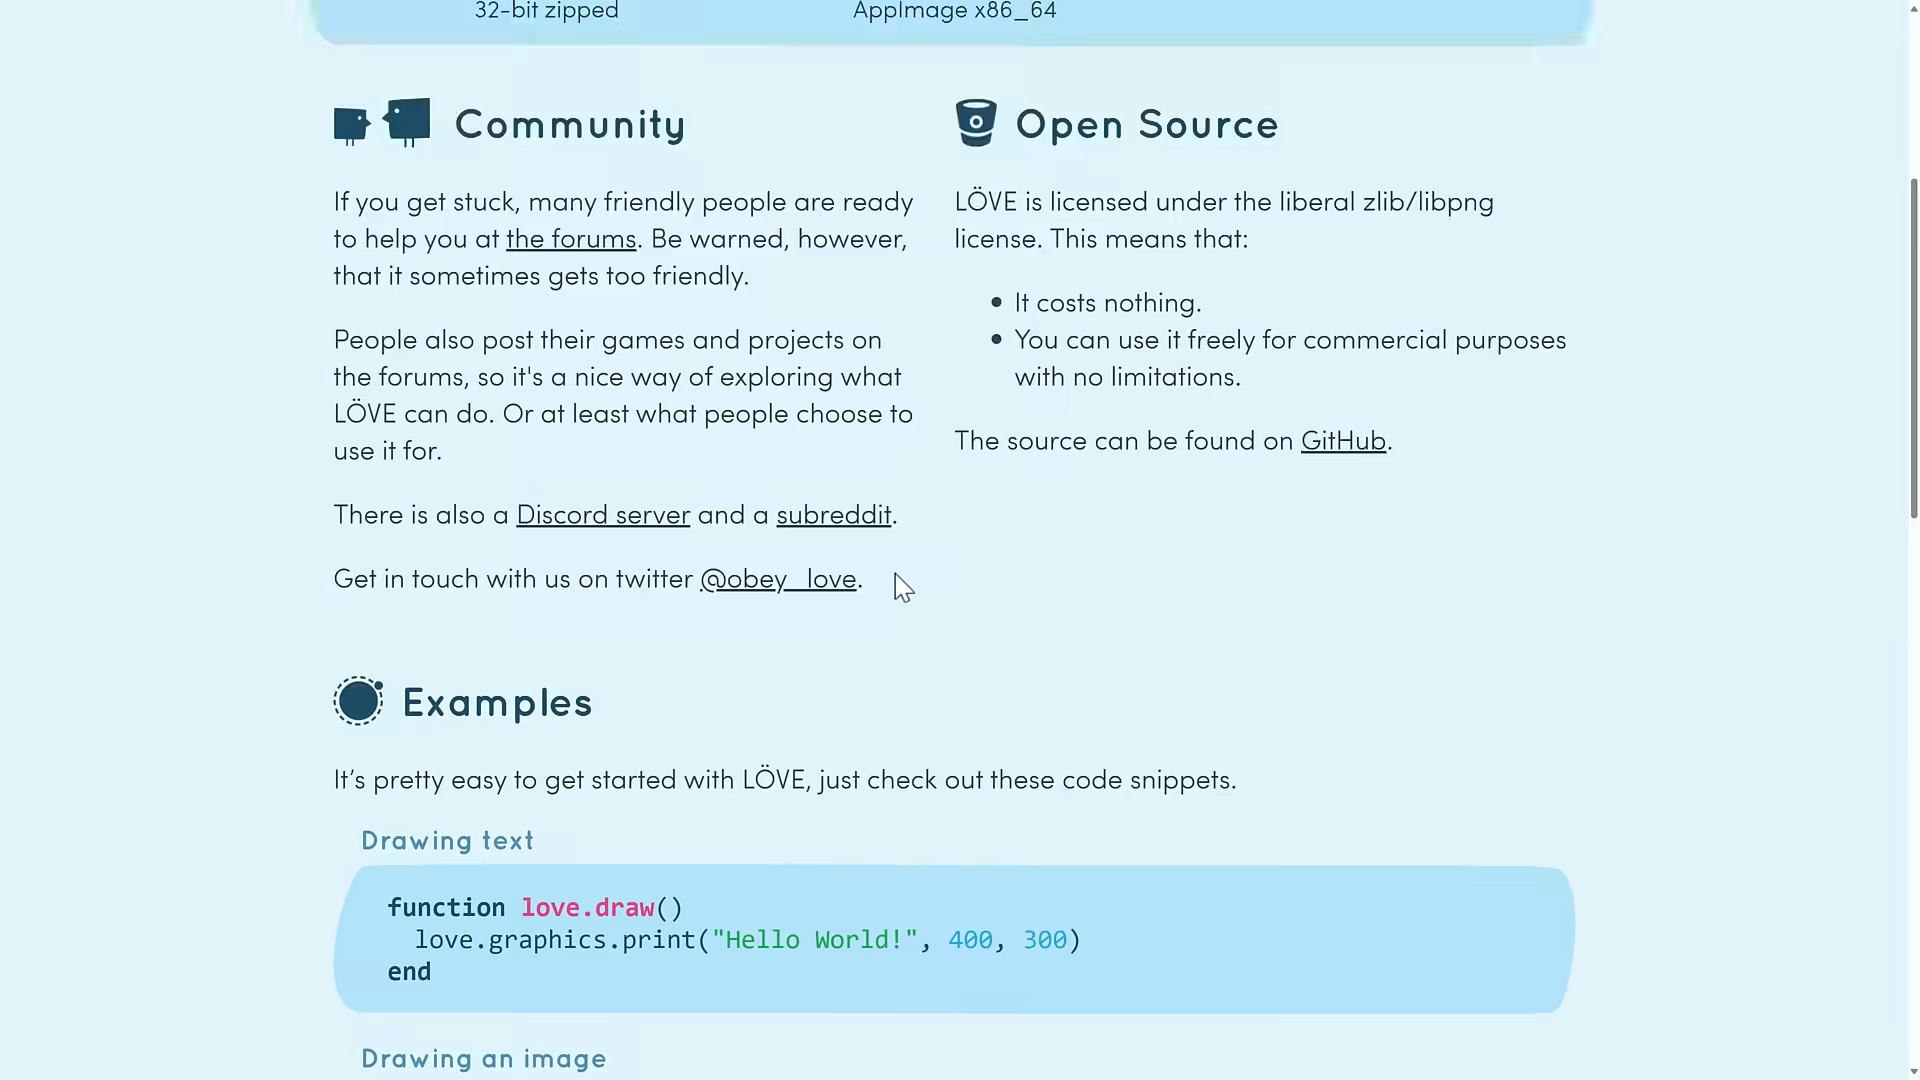 32-bit zipped
AppImage x86_64
Community
If you get stuck, many friendly people are ready
to help you at the forums. Be warned, however,
that it sometimes gets too friendly.
People also post their games and projects on
the forums, so it's a nice way of exploring what
LÖVE can do. Or at least what people choose to
use it for.
There is also a Discord server and a subreddit.
Get in touch with us on twitter @obey_love.
Open Source
LÖVE is licensed under the liberal zlib/libpng
license. This means that:
• It costs nothing.
• You can use it freely for commercial purposes
with no limitations.
The source can be found on GitHub.
Examples
It’s pretty easy to get started with LÖVE, just check out these code snippets.
Drawing text
function love.draw()
  love.graphics.print("Hello World!", 400, 300)
end
Drawing an image